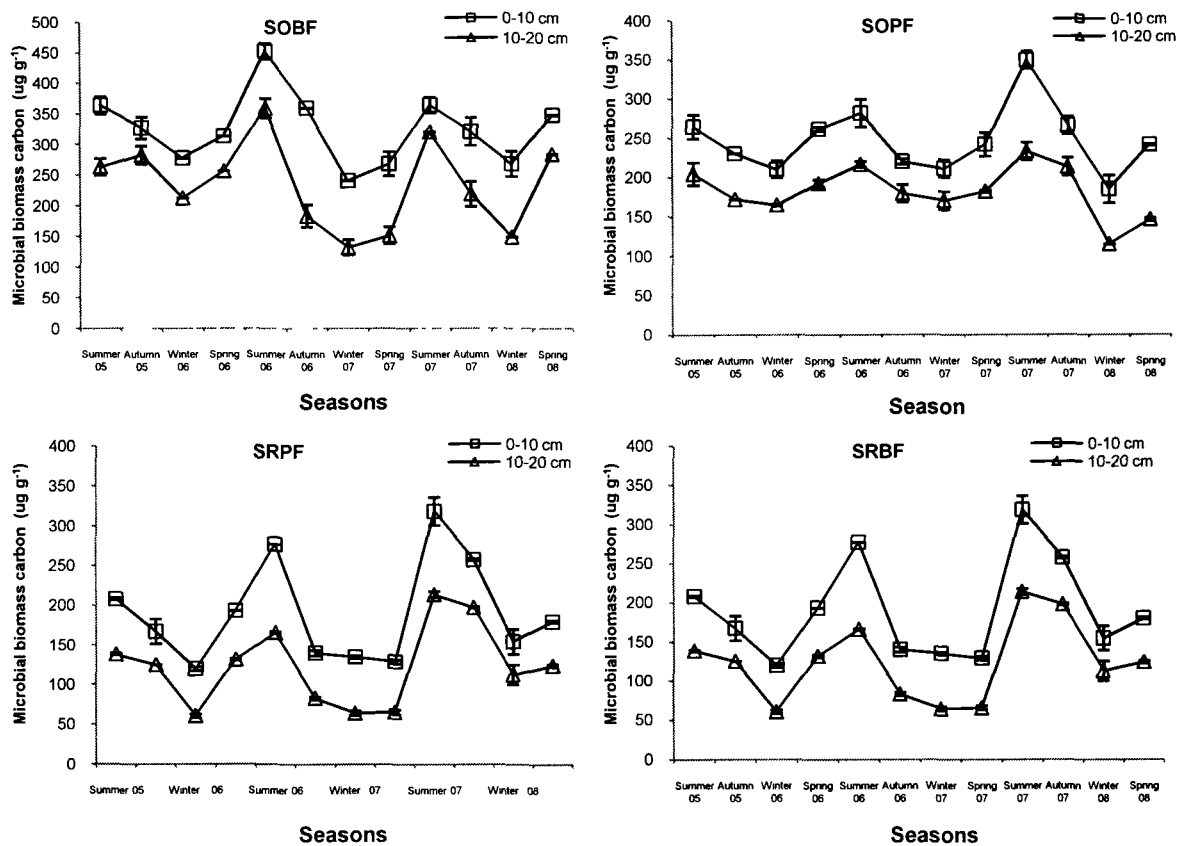 SOBF
0-10 cm
10-20 cm
Microbial biomass carbon (ug g⁻¹)
500
450
400
350
300
250
200
150
100
50
0
Summer 05
Autumn 05
Winter 06
Spring 06
Summer 06
Autumn 06
Winter 07
Spring 07
Summer 07
Autumn 07
Winter 08
Spring 08
Seasons
SOPF
0-10 cm
10-20 cm
Microbial biomass carbon (ug g⁻¹)
400
350
300
250
200
150
100
50
0
Summer 05
Autumn 05
Winter 06
Spring 06
Summer 06
Autumn 06
Winter 07
Spring 07
Summer 07
Autumn 07
Winter 08
Spring 08
Season
SRPF
0-10 cm
10-20 cm
Microbial biomass carbon (ug g⁻¹)
400
350
300
250
200
150
100
50
0
Summer 05
Winter 06
Summer 06
Winter 07
Summer 07
Winter 08
Seasons
SRBF
0-10 cm
10-20 cm
Microbial biomass carbon (ug g⁻¹)
400
350
300
250
200
150
100
50
0
Summer 05
Autumn 05
Winter 06
Spring 06
Summer 06
Autumn 06
Winter 07
Spring 07
Summer 07
Autumn 07
Winter 08
Spring 08
Seasons